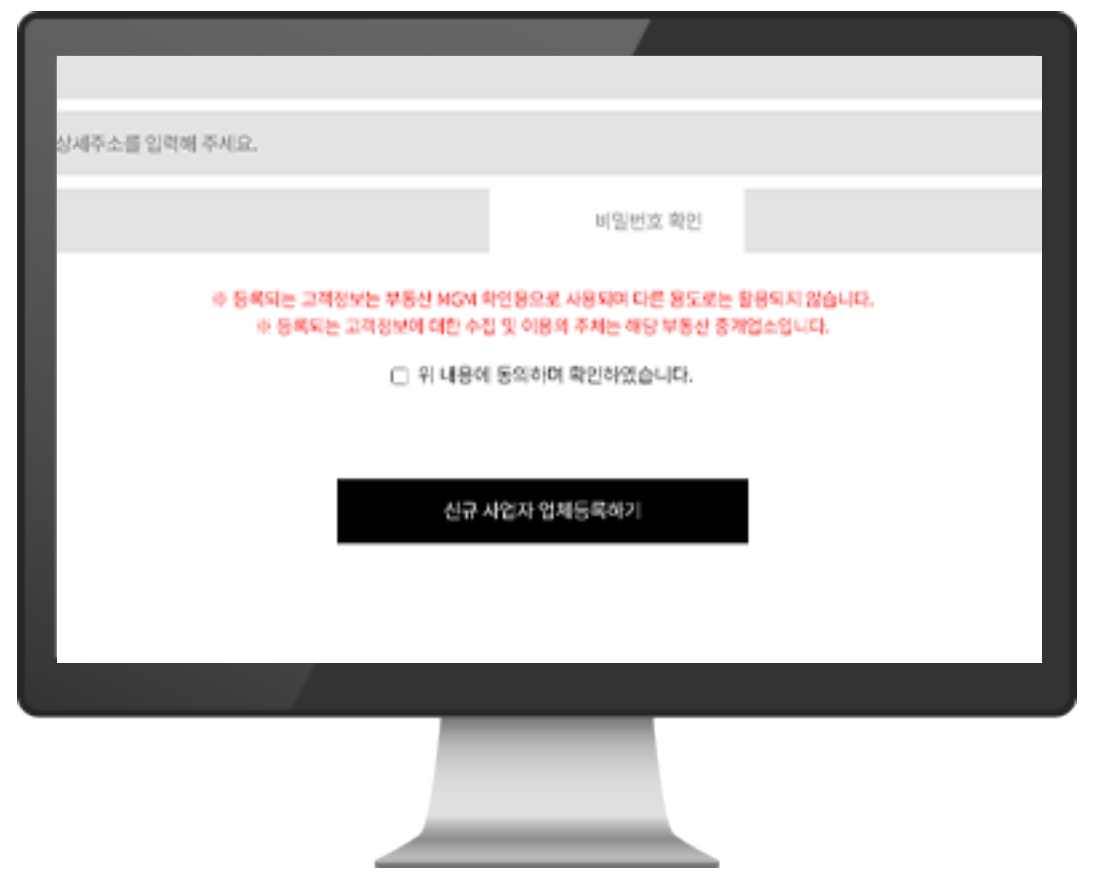 상세주소를 입력해 주세요.
비밀번호 확인
※ 등록되는 고객정보는 부동산 MGM 확인용으로 사용되며 다른 용도로는 활용되지 않습니다.
※ 등록되는 고객정보에 대한 수집 및 이용의 주체는 해당 부동산 중개업소입니다.
위 내용에 동의하며 확인하였습니다.
신규 사업자 업체등록하기